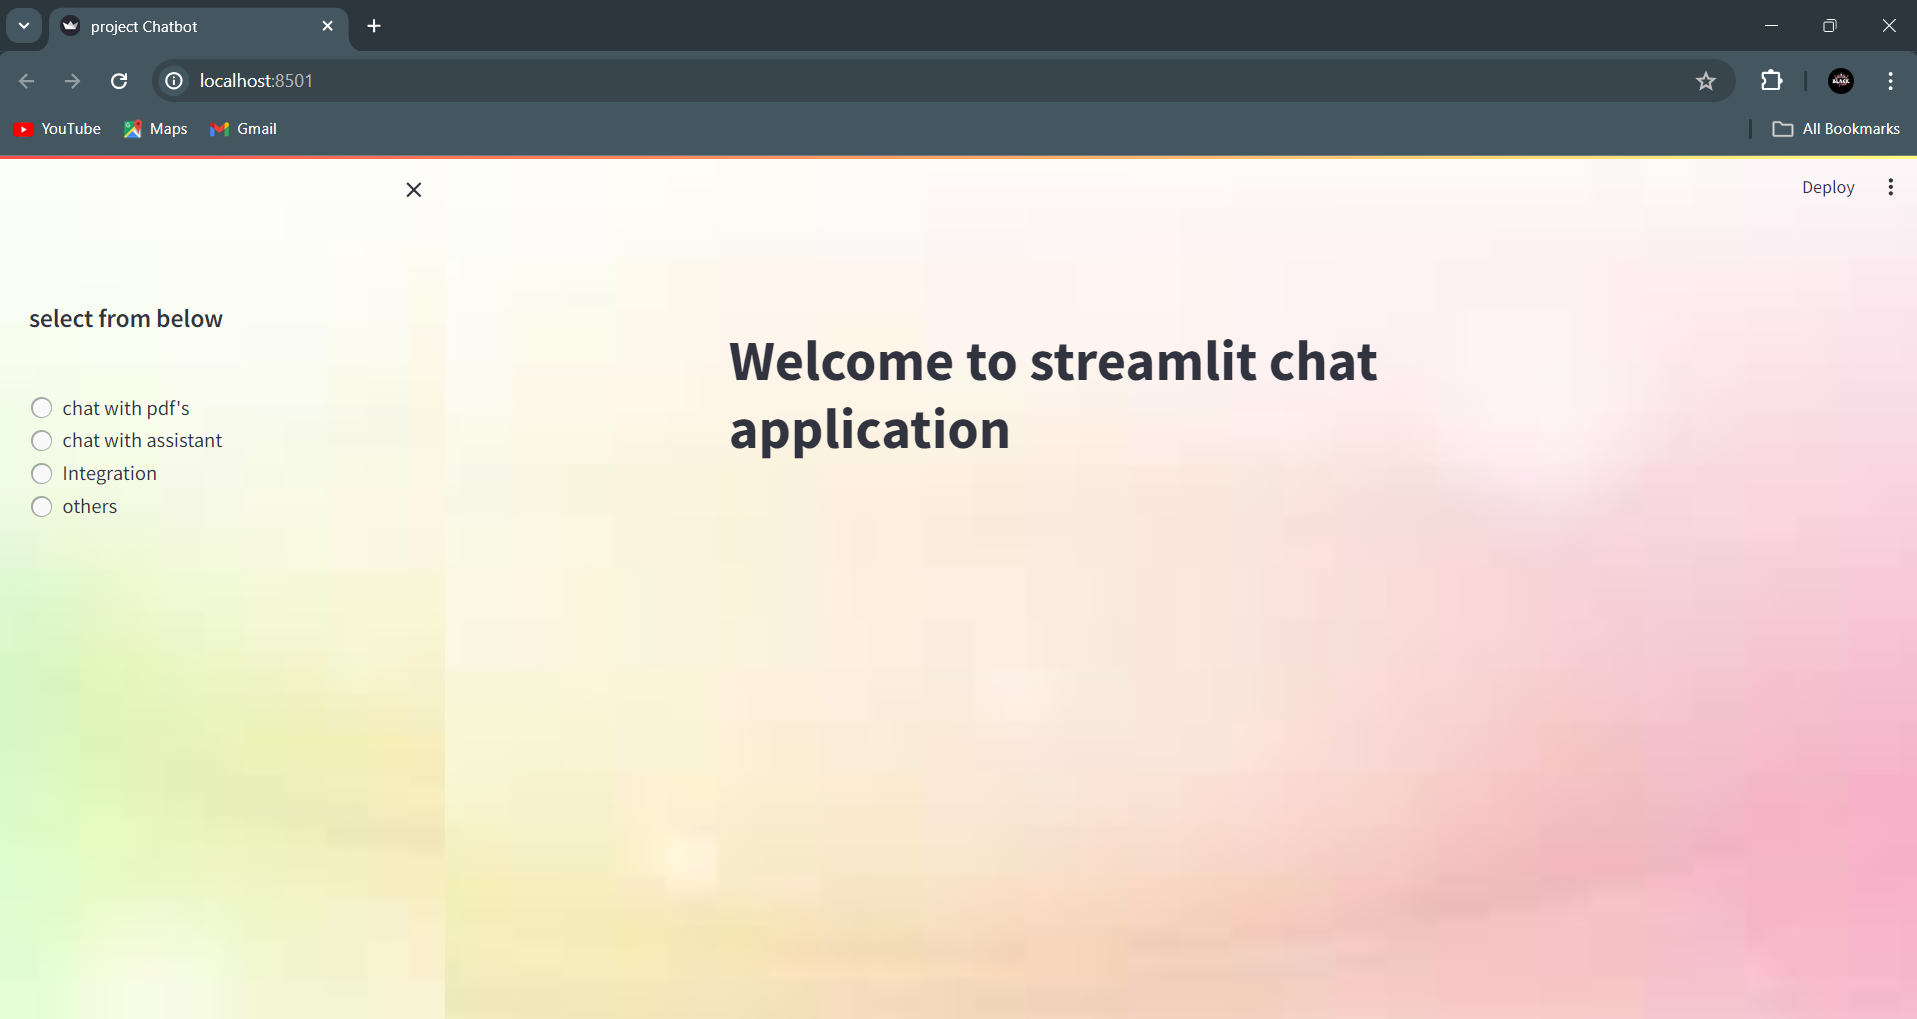 project Chatbot
localhost:8501
YouTube Maps Gmail All Bookmarks
Deploy
select from below
chat with pdf's
chat with assistant
Integration
others
Welcome to streamlit chat
application